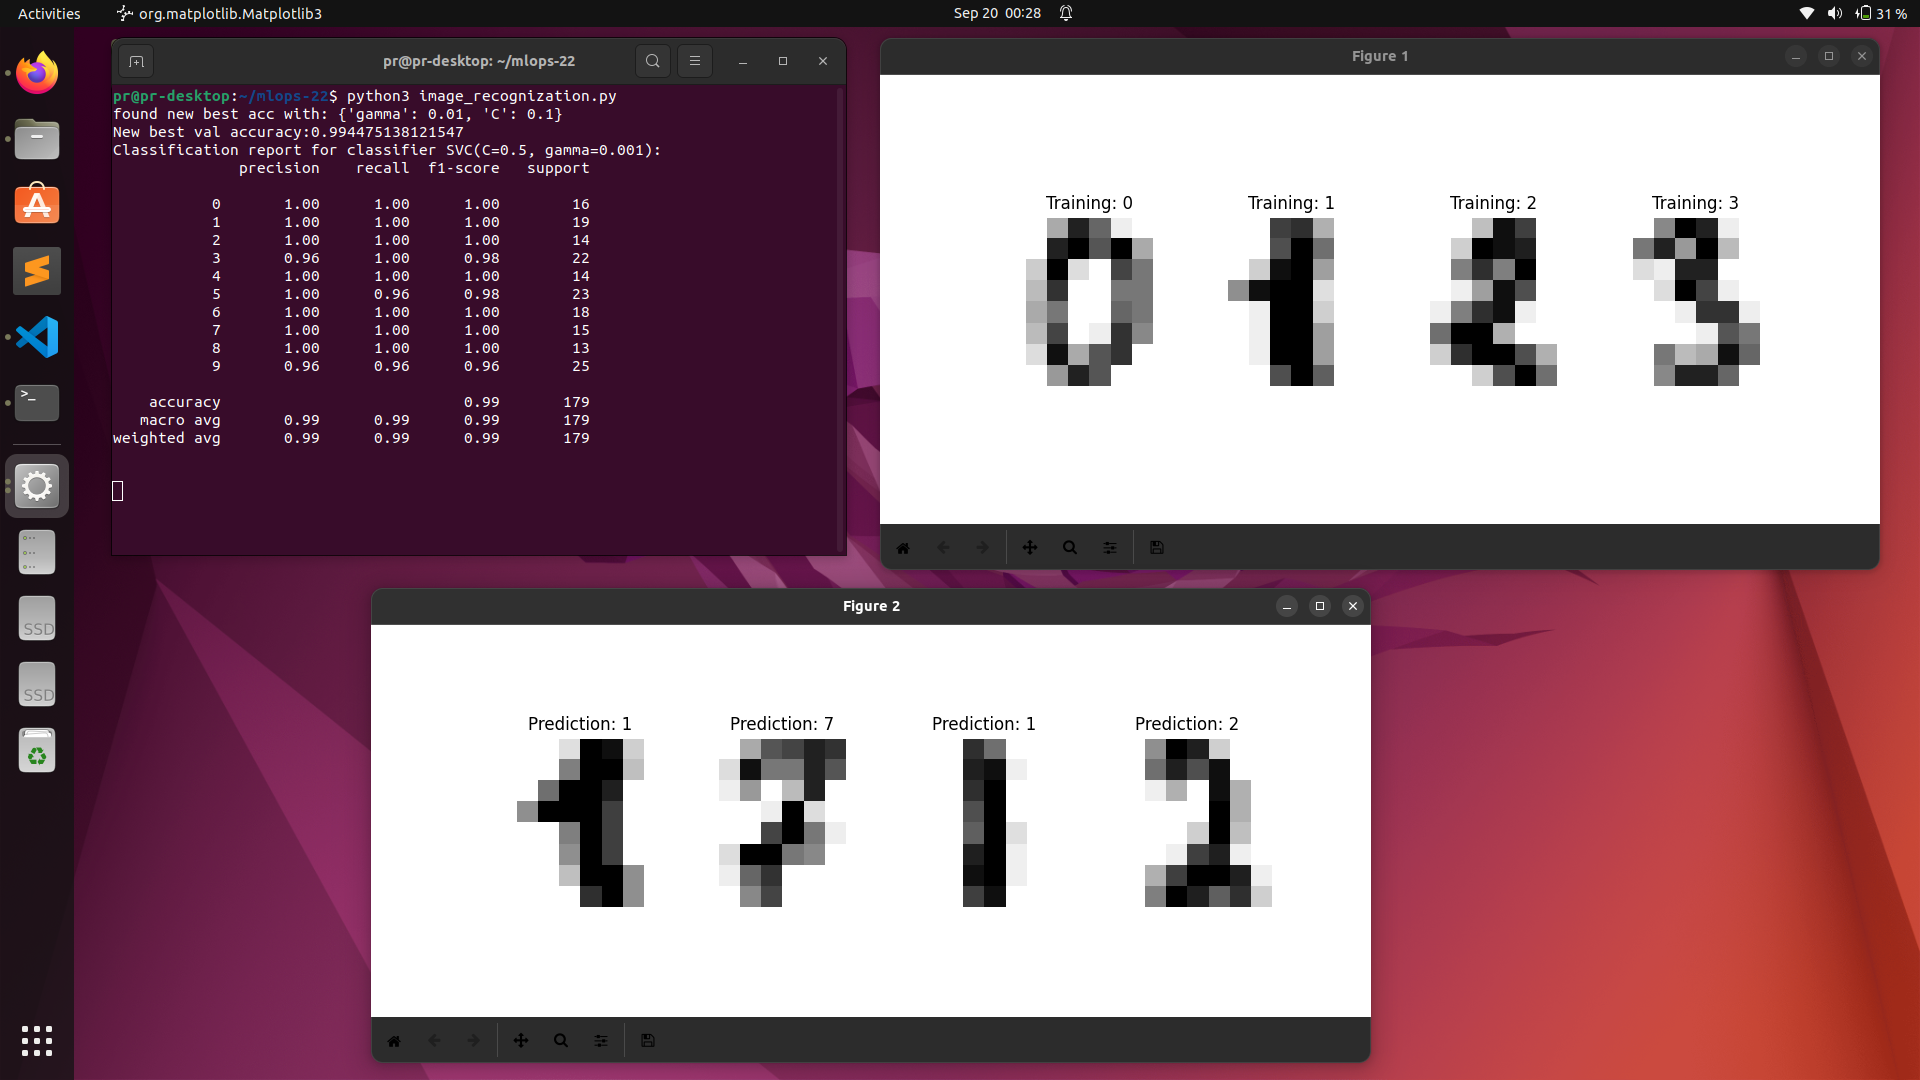 Activities org.matplotlib.Matplotlib3 Sep 20 00:28 31 %
pr@pr-desktop: ~/mlops-22
pr@pr-desktop:~/mlops-22$ python3 image_recognization.py
found new best acc with: {'gamma': 0.01, 'C': 0.1}
New best val accuracy:0.994475138121547
Classification report for classifier SVC(C=0.5, gamma=0.001):
precision recall f1-score support
0 1.00 1.00 1.00 16
1 1.00 1.00 1.00 19
2 1.00 1.00 1.00 14
3 0.96 1.00 0.98 22
4 1.00 1.00 1.00 14
5 1.00 0.96 0.98 23
6 1.00 1.00 1.00 18
7 1.00 1.00 1.00 15
8 1.00 1.00 1.00 13
9 0.96 0.96 0.96 25
accuracy 0.99 179
macro avg 0.99 0.99 0.99 179
weighted avg 0.99 0.99 0.99 179
Figure 1
Training: 0 Training: 1 Training: 2 Training: 3
Figure 2
Prediction: 1 Prediction: 7 Prediction: 1 Prediction: 2
>_
SSD
SSD